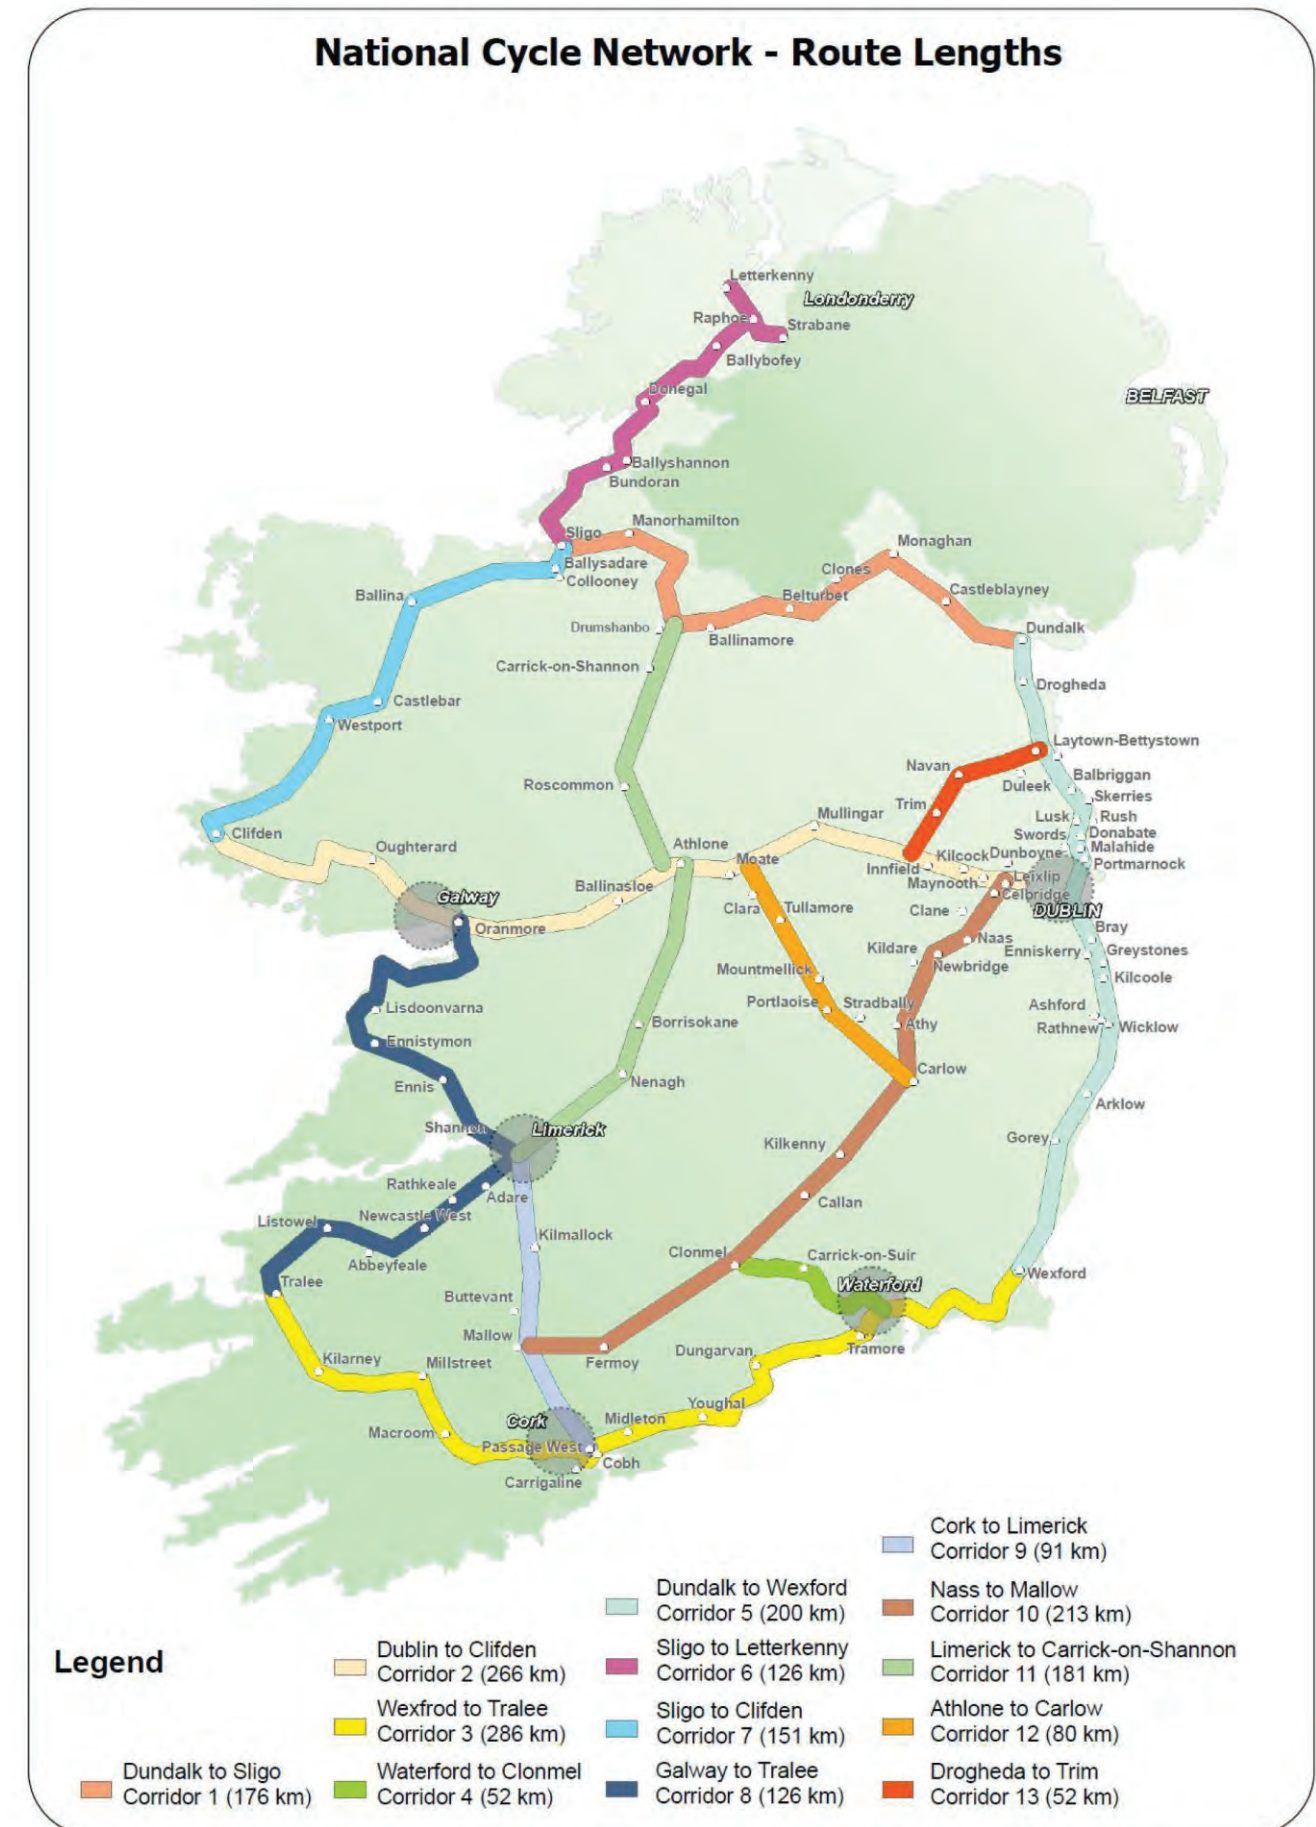 National Cycle Network - Route Lengths
Letterkenny
Londonderry
Raphoe
Strabane
Ballybofey
Donegal
BELFAST
Ballyshannon
Bundoran
Manorhamilton
Sligo
Monaghan
Ballysadare
Clones
Collooney
Castleblayney
Ballina
Belturbet
Drumshanbo
Dundalk
Ballinamore
Carrick-on-Shannon
Drogheda
Castlebar
Westport
Laytown-Bettystown
Navan
Balbriggan
Roscommon
Duleek
Skerries
Trim
Mullingar
Lusk
Rush
Clifden
Swords
Donabate
Athlone
Oughterard
Malahide
Kilcock
Dunboyne
Moate
Portmarnock
Innfield
Leixlip
Maynooth
Ballinasloe
Celbridge
Galway
Clara
Tullamore
Clane
DUBLIN
Oranmore
Bray
Naas
Kildare
Enniskerry
Greystones
Newbridge
Mountmellick
Kilcoole
Portlaoise
Stradbally
Ashford
Lisdoonvarna
Borrisokane
Athy
Rathnew
Wicklow
Ennistymon
Carlow
Nenagh
Ennis
Arklow
Shannon
Limerick
Gorey
Kilkenny
Rathkeale
Adare
Callan
Newcastle West
Listowel
Kilmallock
Clonmel
Carrick-on-Suir
Abbeyfeale
Wexford
Tralee
Waterford
Buttevant
Mallow
Tramore
Kilarney
Millstreet
Fermoy
Dungarvan
Youghal
Cork
Midleton
Macroom
Passage West
Cobh
Carrigaline
Legend
Dundalk to Sligo
Corridor 1 (176 km)
Dublin to Clifden
Corridor 2 (266 km)
Wexfrod to Tralee
Corridor 3 (286 km)
Waterford to Clonmel
Corridor 4 (52 km)
Dundalk to Wexford
Corridor 5 (200 km)
Sligo to Letterkenny
Corridor 6 (126 km)
Sligo to Clifden
Corridor 7 (151 km)
Galway to Tralee
Corridor 8 (126 km)
Cork to Limerick
Corridor 9 (91 km)
Nass to Mallow
Corridor 10 (213 km)
Limerick to Carrick-on-Shannon
Corridor 11 (181 km)
Athlone to Carlow
Corridor 12 (80 km)
Drogheda to Trim
Corridor 13 (52 km)